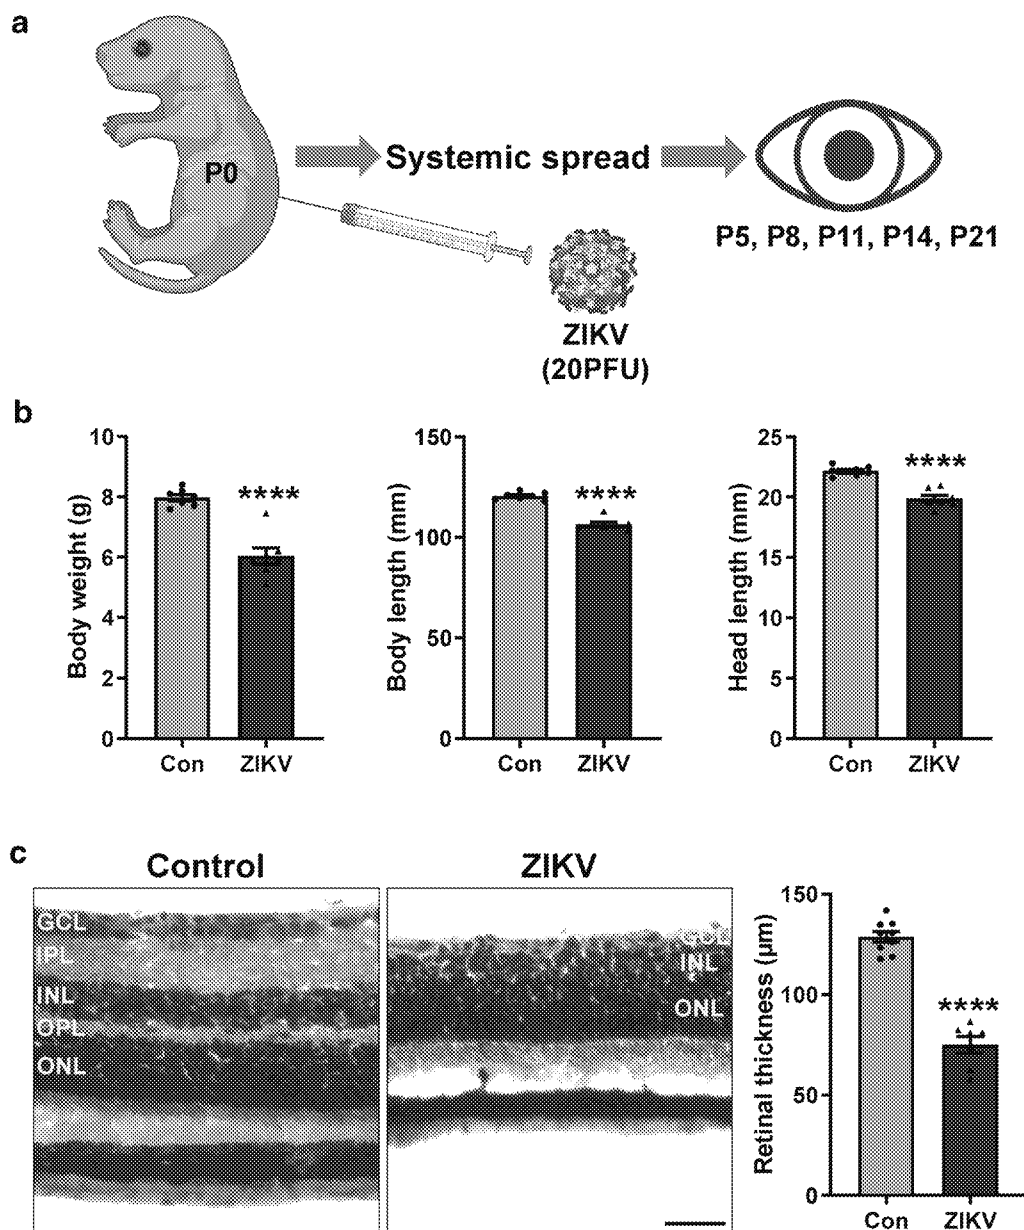 a
P0
Systemic spread
P5, P8, P11, P14, P21
ZIKV
(20PFU)
b
10
8
6
4
2
0
Body weight (g)
****
Con
ZIKV
150
100
50
0
Body length (mm)
****
Con
ZIKV
25
20
15
10
5
0
Head length (mm)
****
Con
ZIKV
c
Control
GCL
IPL
INL
OPL
ONL
ZIKV
GCL
INL
ONL
150
100
50
0
Retinal thickness (µm)
****
Con
ZIKV